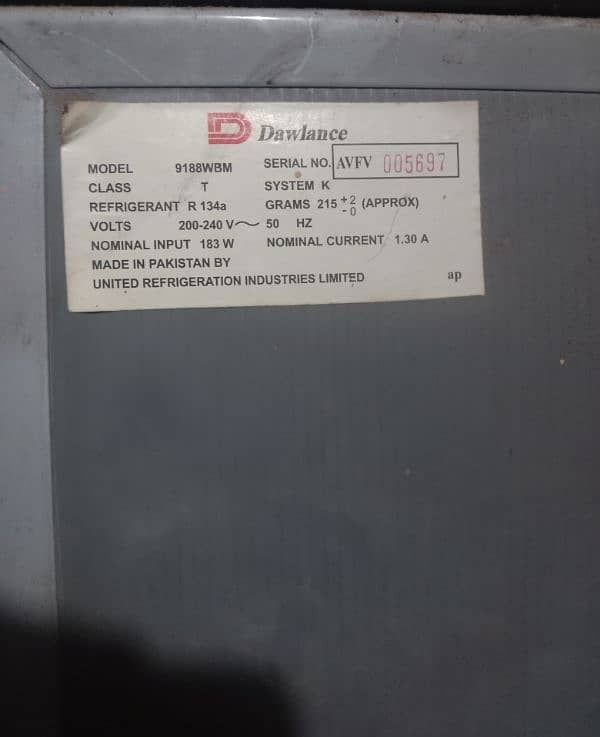 D Dawlance
MODEL 9188WBM SERIAL NO. AVFV 005697
CLASS T SYSTEM K
REFRIGERANT R 134a GRAMS 215 +2 -0 (APPROX)
VOLTS 200-240 V~ 50 HZ
NOMINAL INPUT 183 W NOMINAL CURRENT 1.30 A
MADE IN PAKISTAN BY
UNITED REFRIGERATION INDUSTRIES LIMITED ap